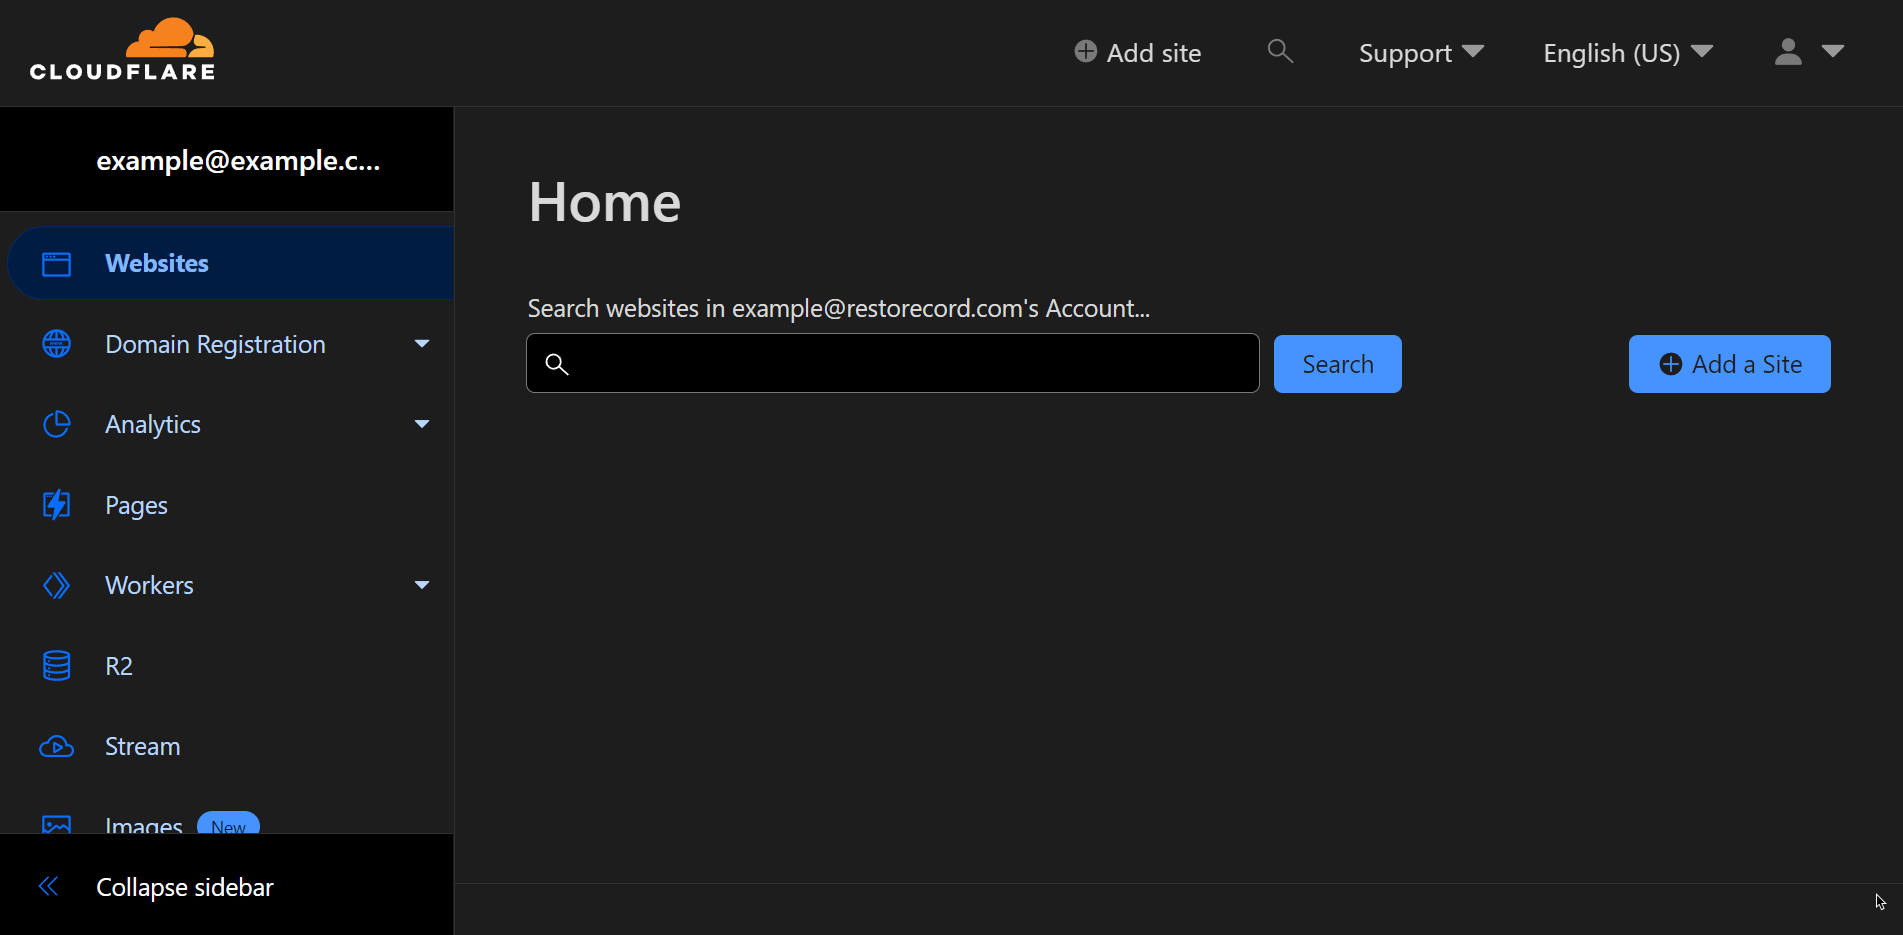 CLOUDFLARE
Add site
Support
English (US)
example@example.c...
Websites
Domain Registration
Analytics
Pages
Workers
R2
Stream
Images New
Collapse sidebar
Home
Search websites in example@restorecord.com's Account...
Search
Add a Site